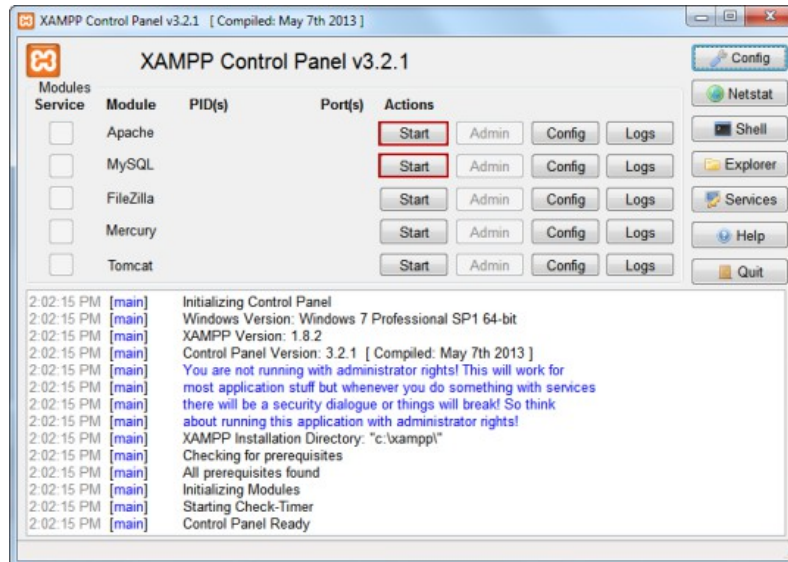 XAMPP Control Panel v3.2.1 [ Compiled: May 7th 2013 ]
XAMPP Control Panel v3.2.1
Config
Modules
Netstat
Service Module PID(s) Port(s) Actions
Apache Start Admin Config Logs
Shell
MySQL Start Admin Config Logs
Explorer
FileZilla Start Admin Config Logs
Services
Mercury Start Admin Config Logs
Help
Tomcat Start Admin Config Logs
Quit
2:02:15 PM [main] Initializing Control Panel
2:02:15 PM [main] Windows Version: Windows 7 Professional SP1 64-bit
2:02:15 PM [main] XAMPP Version: 1.8.2
2:02:15 PM [main] Control Panel Version: 3.2.1 [ Compiled: May 7th 2013 ]
2:02:15 PM [main] You are not running with administrator rights! This will work for
2:02:15 PM [main] most application stuff but whenever you do something with services
2:02:15 PM [main] there will be a security dialogue or things will break! So think
2:02:15 PM [main] about running this application with administrator rights!
2:02:15 PM [main] XAMPP Installation Directory: "c:\xampp\"
2:02:15 PM [main] Checking for prerequisites
2:02:15 PM [main] All prerequisites found
2:02:15 PM [main] Initializing Modules
2:02:15 PM [main] Starting Check-Timer
2:02:15 PM [main] Control Panel Ready